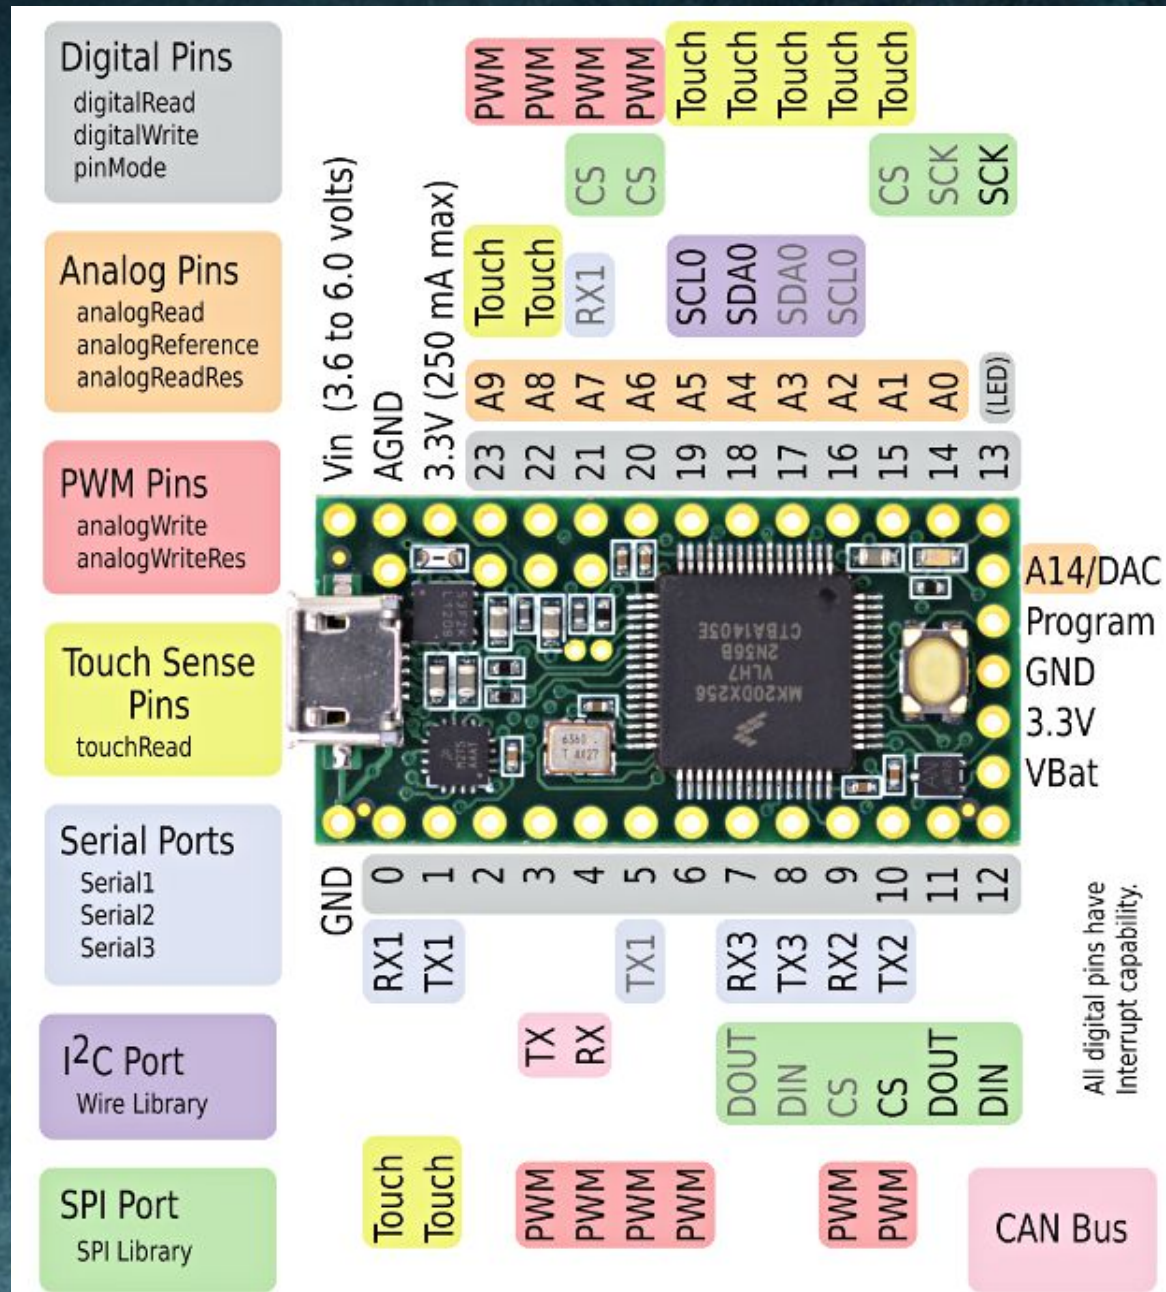 Digital Pins
digitalRead
digitalWrite
pinMode
Analog Pins
analogRead
analogReference
analogReadRes
PWM Pins
analogWrite
analogWriteRes
Touch Sense
Pins
touchRead
Serial Ports
Serial1
Serial2
Serial3
I2C Port
Wire Library
SPI Port
SPI Library
PWM PWM PWM PWM Touch Touch Touch Touch Touch
CS CS CS SCK SCK
Touch Touch RX1 SCL0 SDA0 SDA0 SCL0
A9 A8 A7 A6 A5 A4 A3 A2 A1 A0 (LED)
Vin (3.6 to 6.0 volts)
AGND
3.3V (250 mA max)
23 22 21 20 19 18 17 16 15 14 13
A14/DAC
Program
GND
3.3V
VBat
MK20DX256
VLH7
2N56B
CTBA1405E
GND 0 1 2 3 4 5 6 7 8 9 10 11 12
RX1 TX1 TX1 RX3 TX3 RX2 TX2
TX RX
DOUT DIN CS CS DOUT DIN
Touch Touch PWM PWM PWM PWM PWM PWM
All digital pins have
Interrupt capability.
CAN Bus